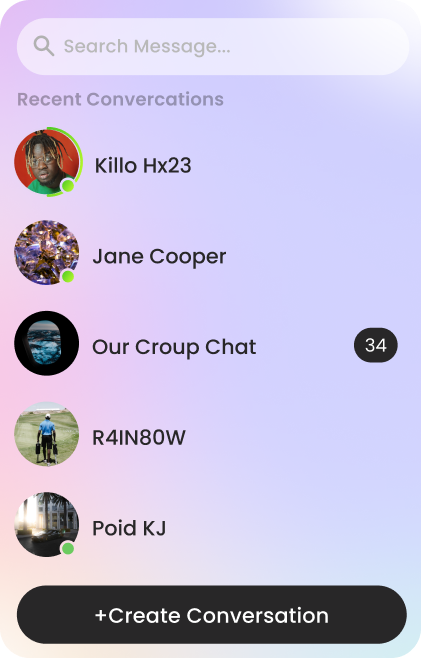 Search Message...
Recent Convercations
Killo Hx23
Jane Cooper
Our Croup Chat
34
R4IN80W
Poid KJ
+Create Conversation